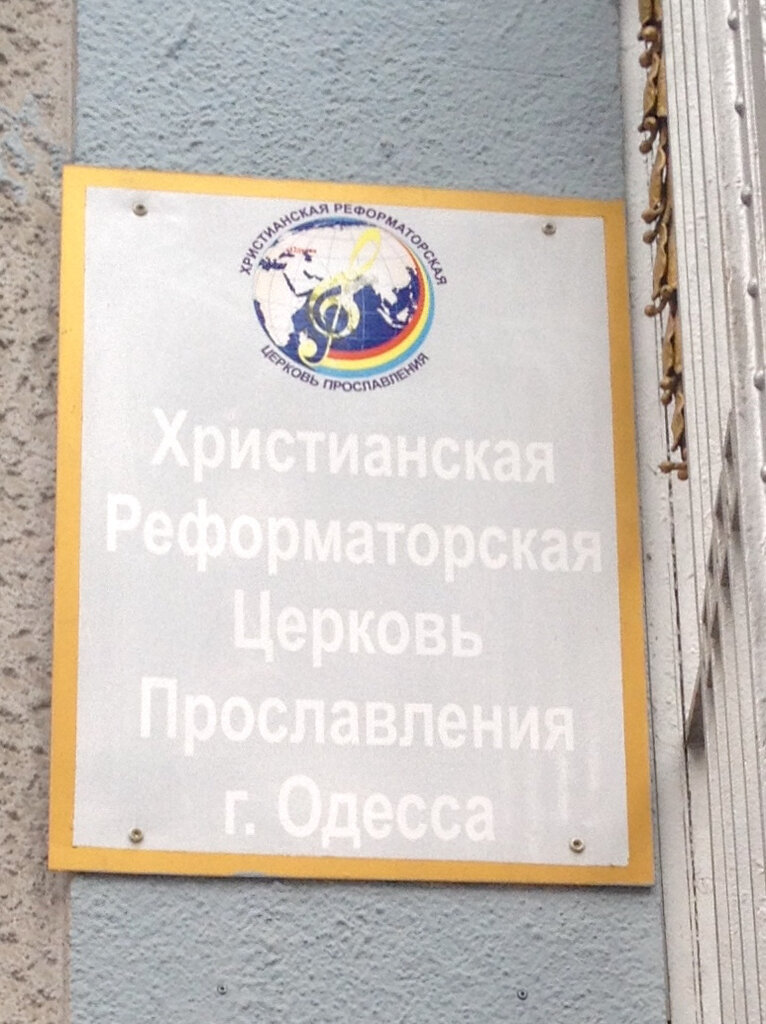 ХРИСТИАНСКАЯ РЕФОРМАТОРСКАЯ
ЦЕРКОВЬ ПРОСЛАВЛЕНИЯ
Христианская
Реформаторская
Церковь
Прославления
г. Одесса